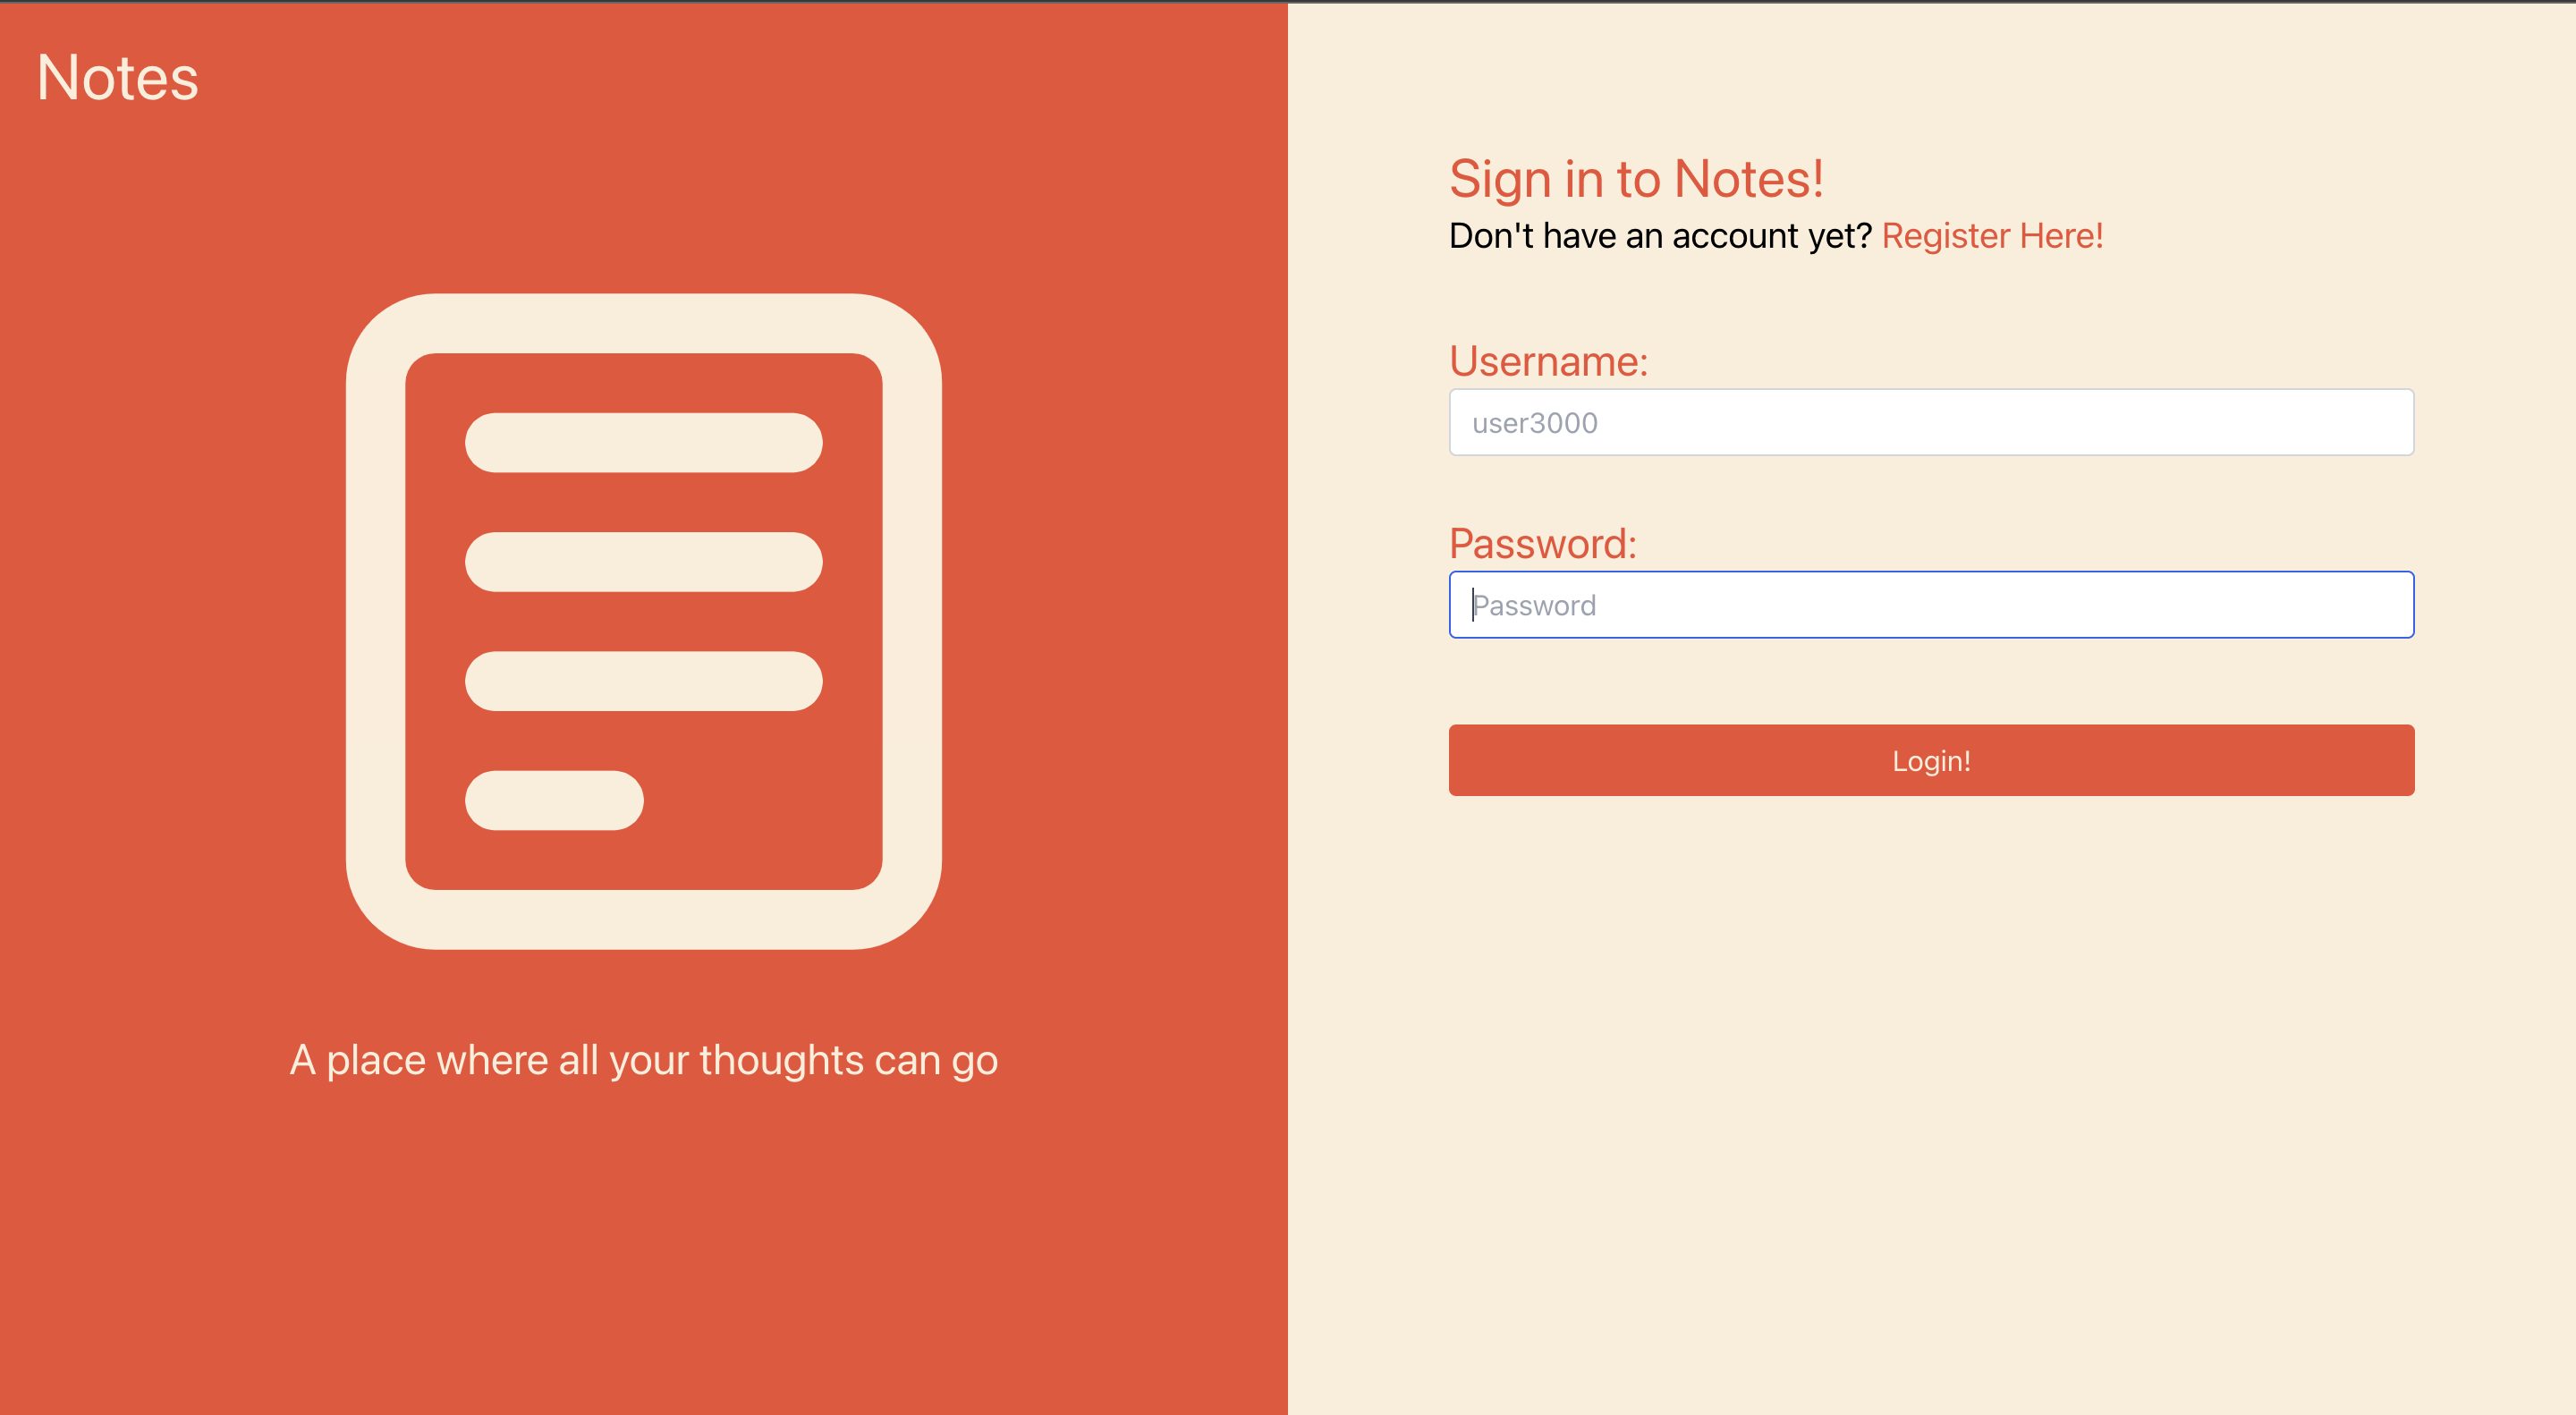 Notes
A place where all your thoughts can go
Sign in to Notes!
Don't have an account yet? Register Here!
Username:
user3000
Password:
Password
Login!